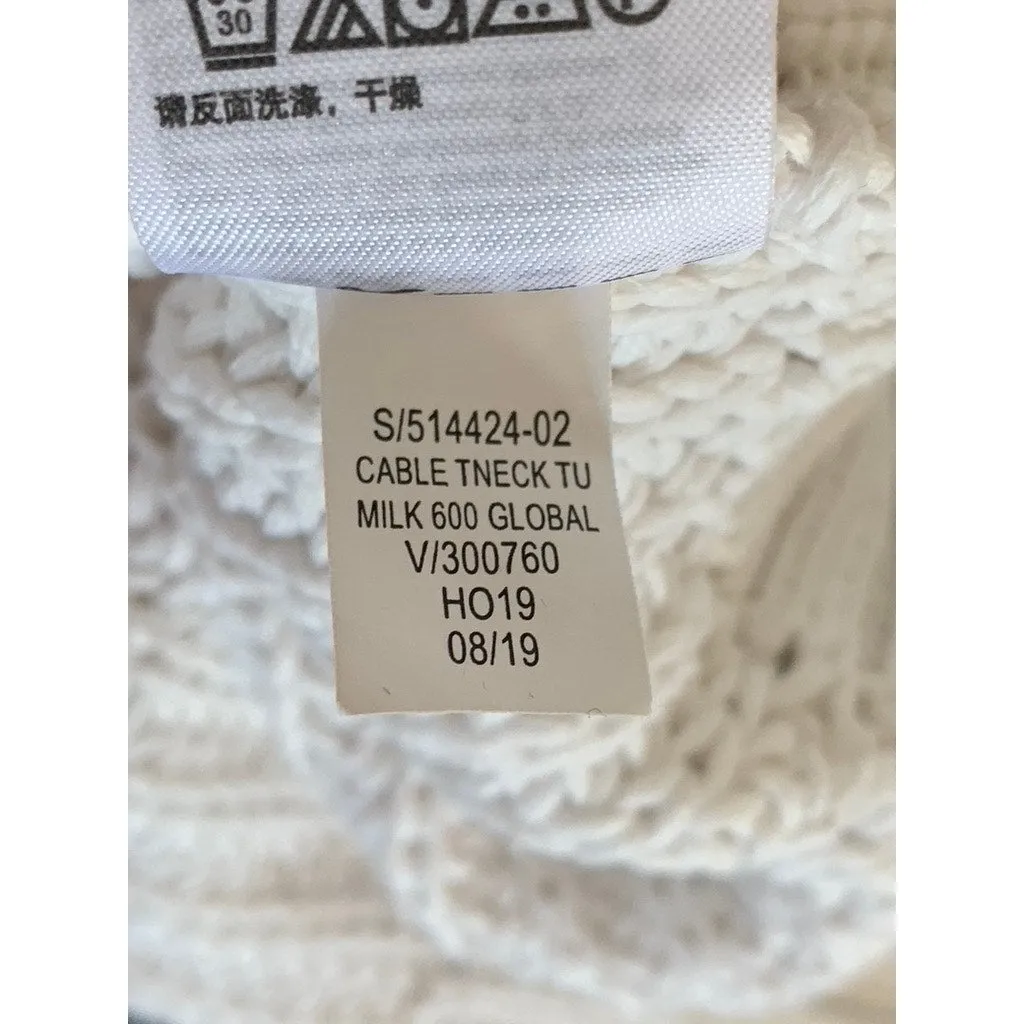 30
请反面洗涤，干燥
S/514424-02
CABLE TNECK TU
MILK 600 GLOBAL
V/300760
HO19
08/19